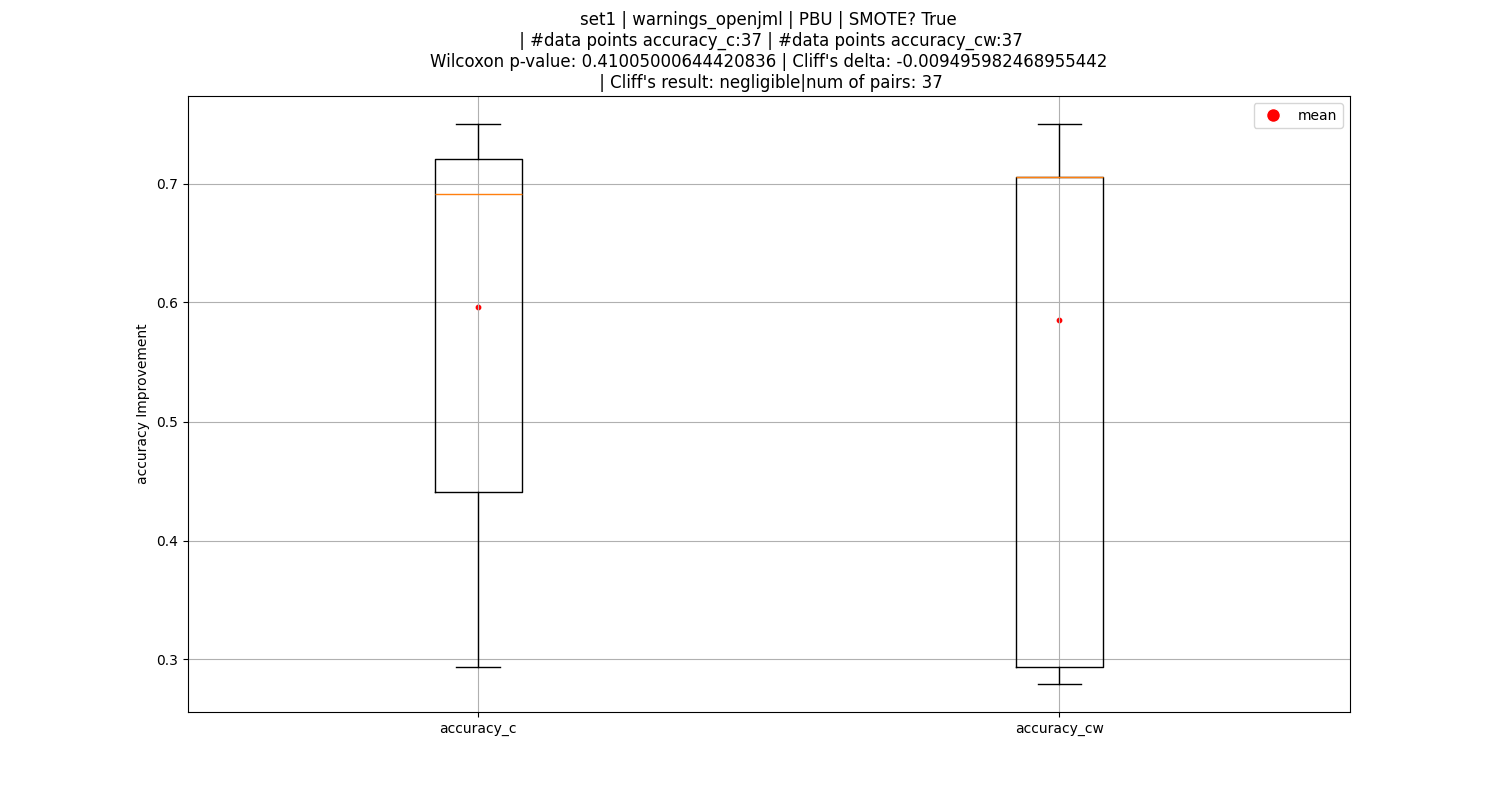 set1 | warnings_openjml | PBU | SMOTE? True
| #data points accuracy_c:37 | #data points accuracy_cw:37
Wilcoxon p-value: 0.41005000644420836 | Cliff's delta: -0.009495982468955442
| Cliff's result: negligible|num of pairs: 37
mean
0.7
0.6
0.5
0.4
0.3
accuracy Improvement
accuracy_c
accuracy_cw